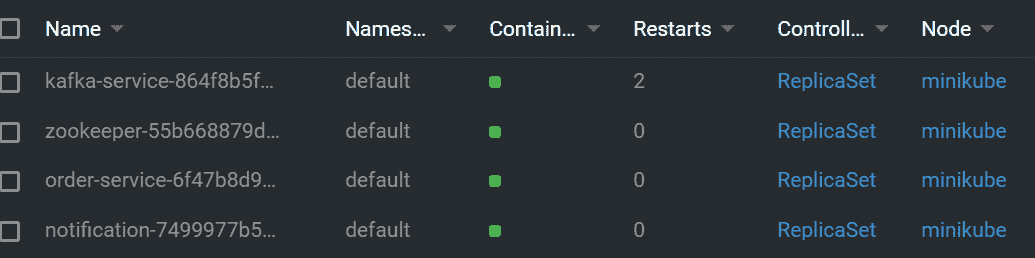 Name Names... Contain... Restarts Controll... Node
kafka-service-864f8b5f... default 2 ReplicaSet minikube
zookeeper-55b668879d... default 0 ReplicaSet minikube
order-service-6f47b8d9... default 0 ReplicaSet minikube
notification-7499977b5... default 0 ReplicaSet minikube